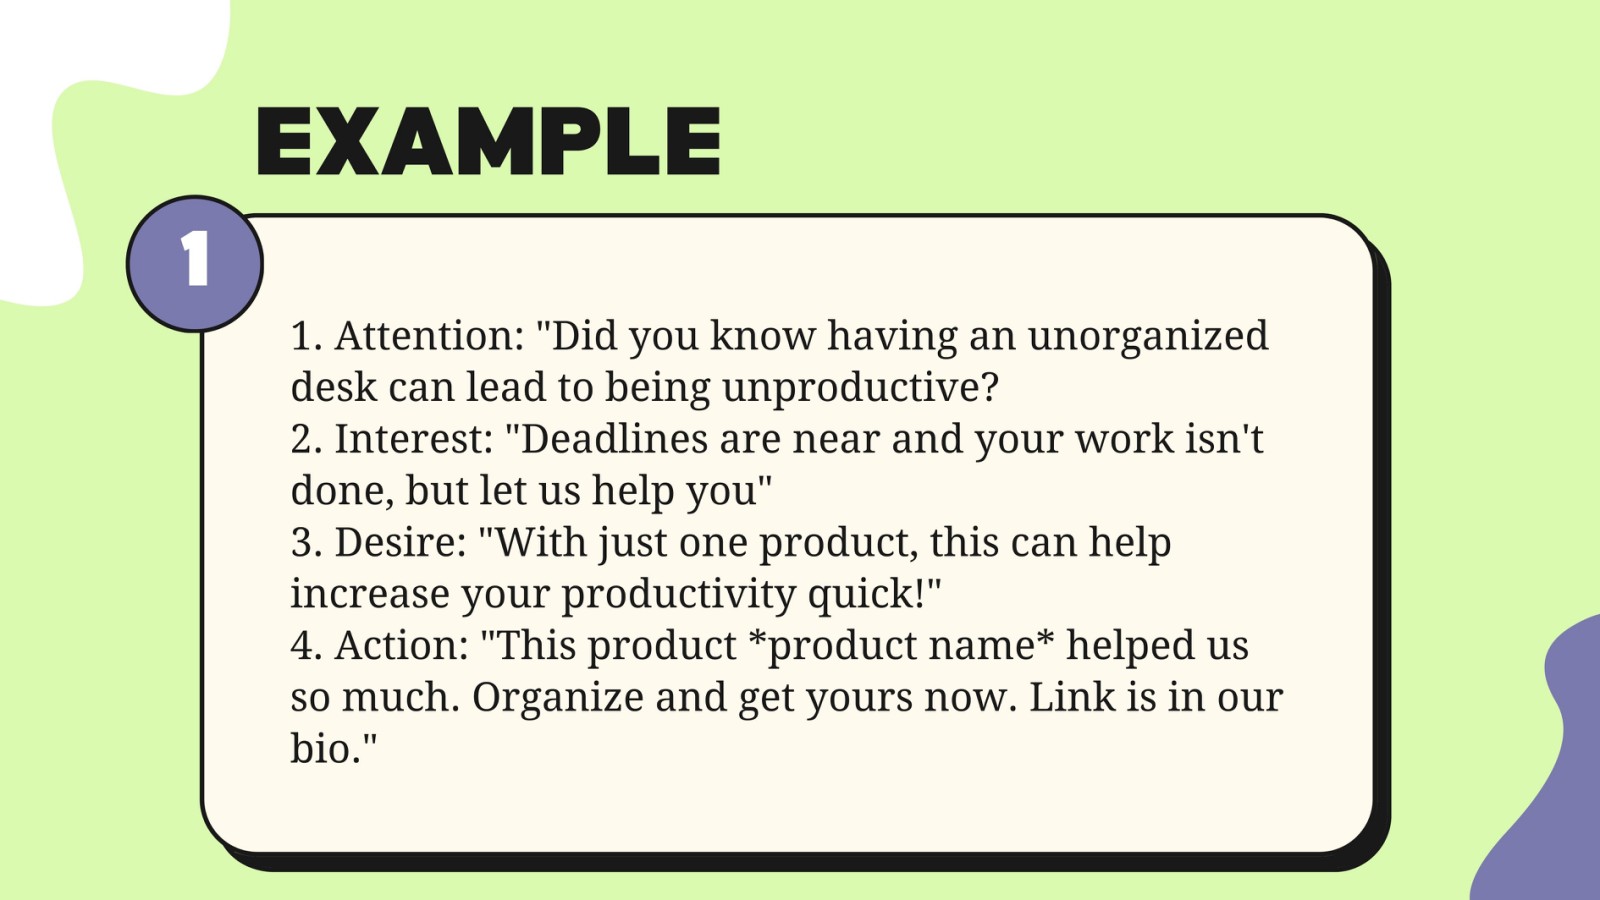 EXAMPLE
1
1. Attention: "Did you know having an unorganized
desk can lead to being unproductive?
2. Interest: "Deadlines are near and your work isn't
done, but let us help you"
3. Desire: "With just one product, this can help
increase your productivity quick!"
4. Action: "This product *product name* helped us
so much. Organize and get yours now. Link is in our
bio."